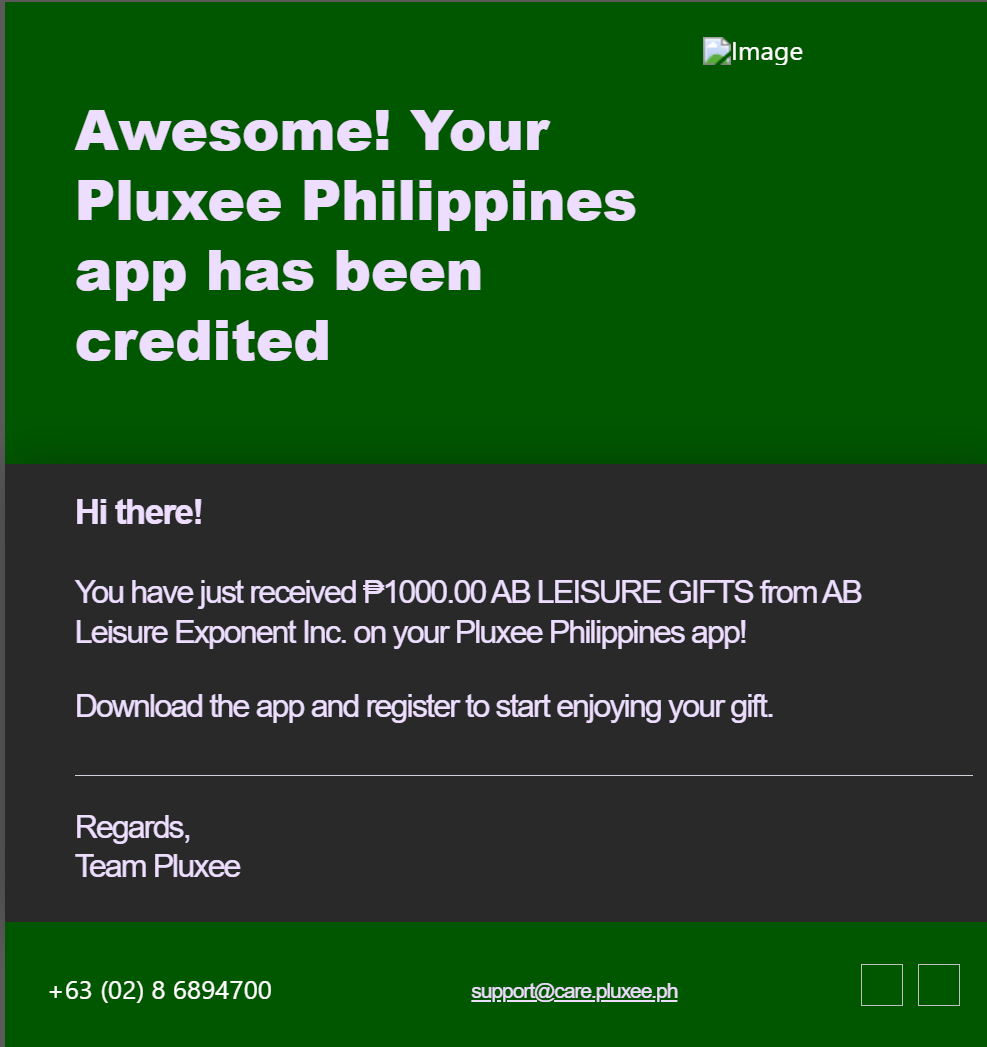 Image
Awesome! Your
Pluxee Philippines
app has been
credited
Hi there!
You have just received ₱1000.00 AB LEISURE GIFTS from AB
Leisure Exponent Inc. on your Pluxee Philippines app!
Download the app and register to start enjoying your gift.
Regards,
Team Pluxee
+63 (02) 8 6894700
support@care.pluxee.ph